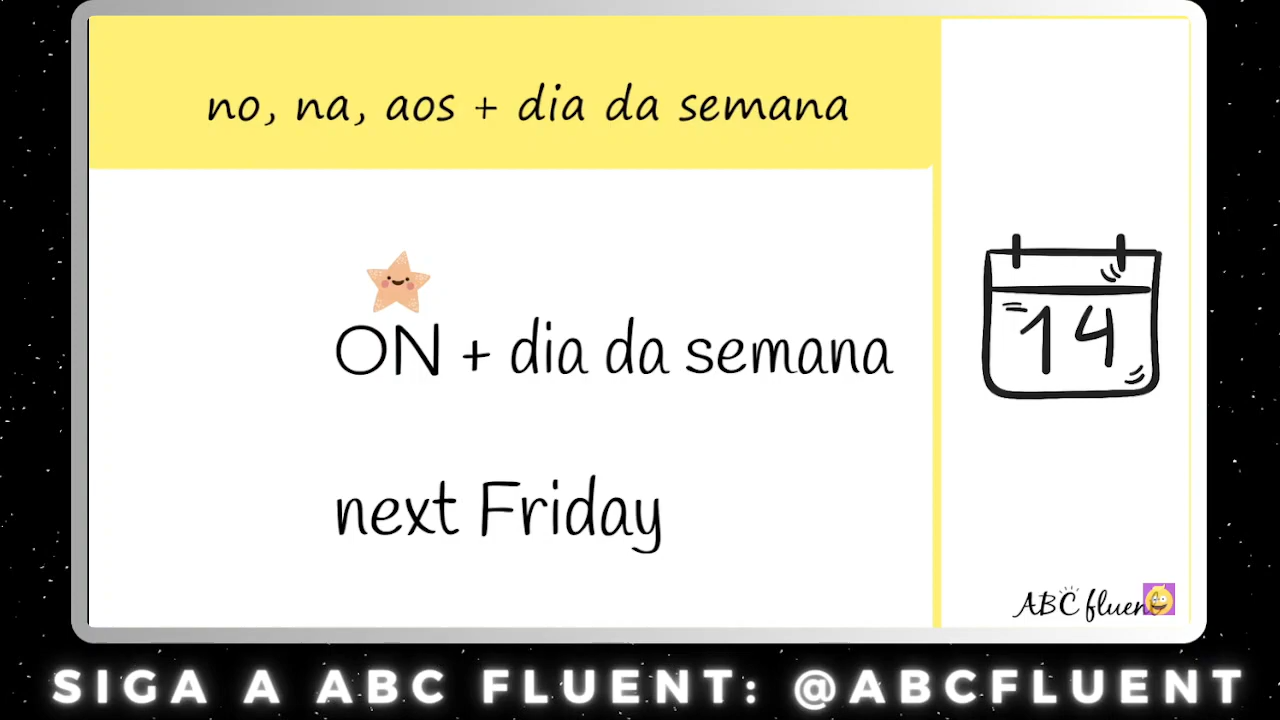 no, na, aos + dia da semana
ON + dia da semana
next Friday
14
ABC fluent
SIGA A ABC FLUENT: @ABCFLUENT